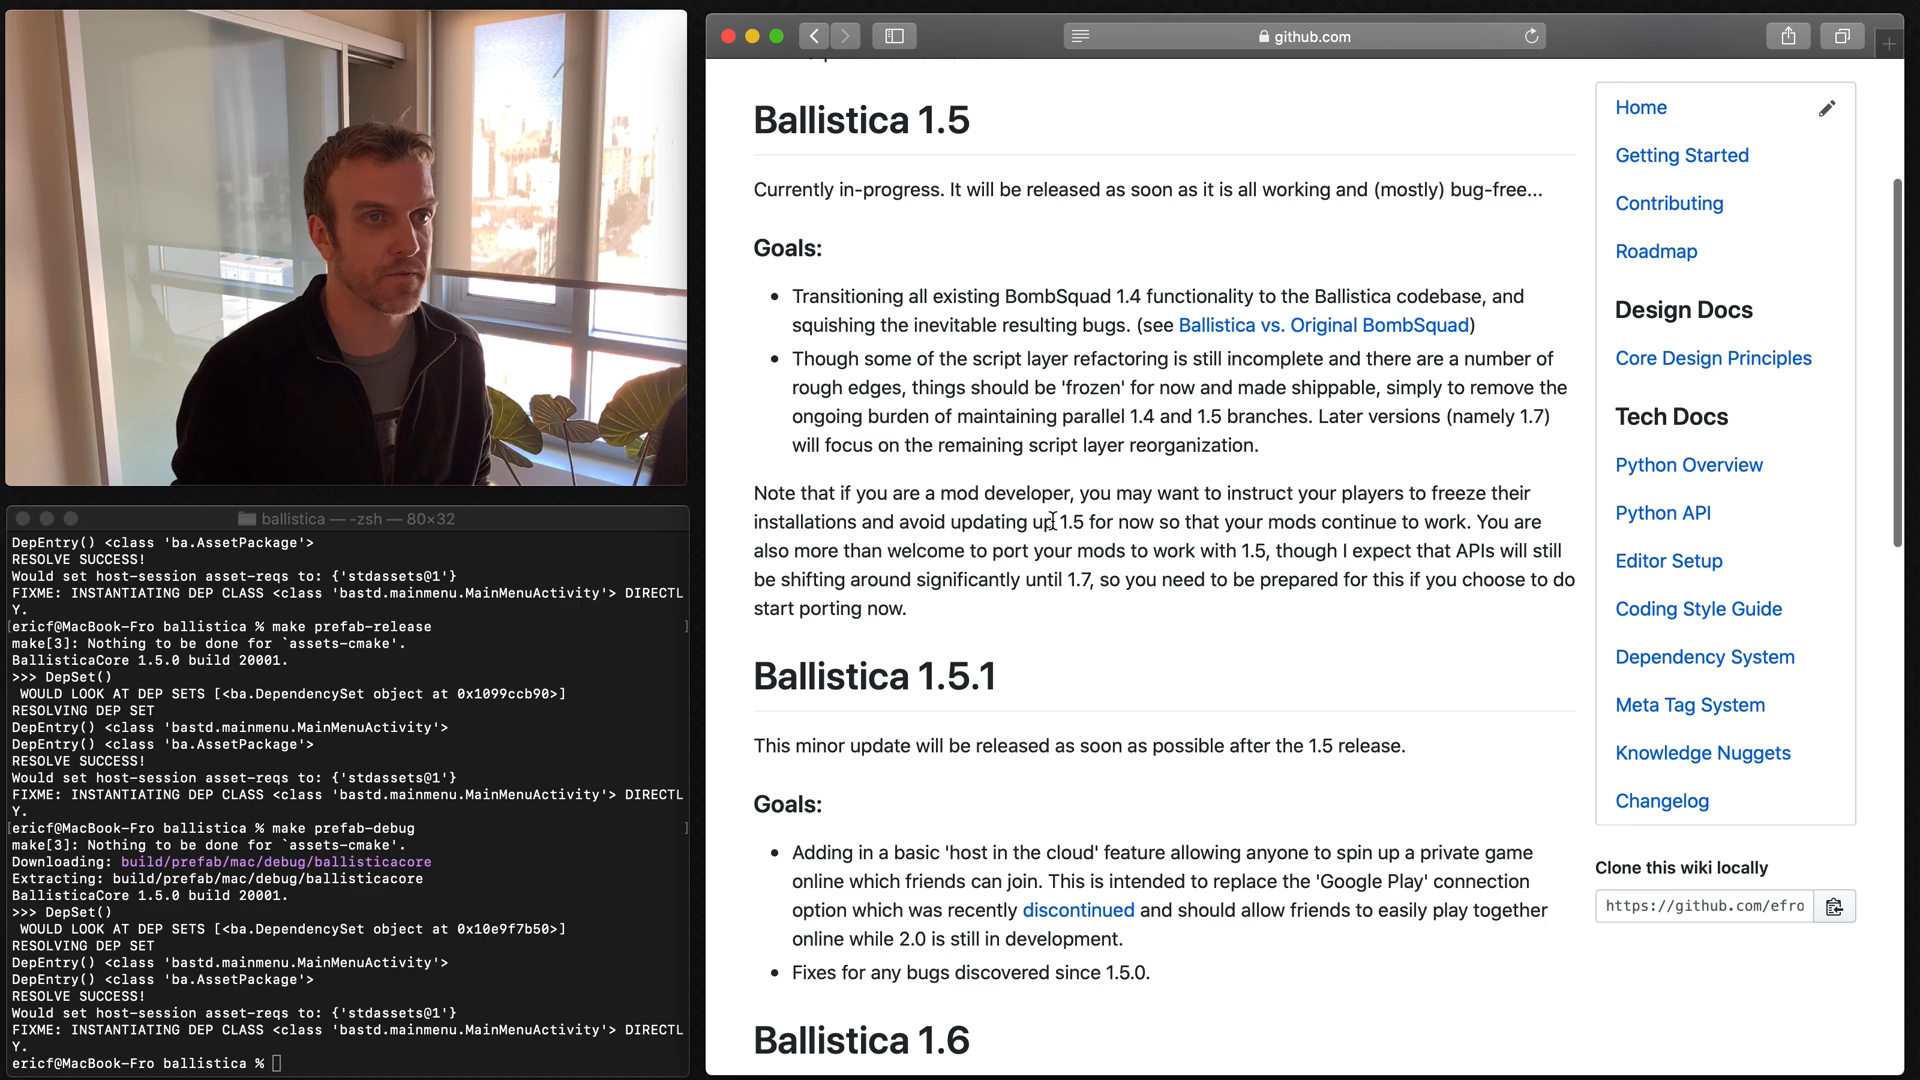 ballistica — -zsh — 80×32
DepEntry() <class 'ba.AssetPackage'>
RESOLVE SUCCESS!
Would set host-session asset-reqs to: {'stdassets@1'}
FIXME: INSTANTIATING DEP CLASS <class 'bastd.mainmenu.MainMenuActivity'> DIRECTL
Y.
[ericf@MacBook-Fro ballistica % make prefab-release ]
make[3]: Nothing to be done for `assets-cmake'.
BallisticaCore 1.5.0 build 20001.
>>> DepSet()
WOULD LOOK AT DEP SETS [<ba.DependencySet object at 0x1099ccb90>]
RESOLVING DEP SET
DepEntry() <class 'bastd.mainmenu.MainMenuActivity'>
DepEntry() <class 'ba.AssetPackage'>
RESOLVE SUCCESS!
Would set host-session asset-reqs to: {'stdassets@1'}
FIXME: INSTANTIATING DEP CLASS <class 'bastd.mainmenu.MainMenuActivity'> DIRECTL
Y.
[ericf@MacBook-Fro ballistica % make prefab-debug ]
make[3]: Nothing to be done for `assets-cmake'.
Downloading: build/prefab/mac/debug/ballisticacore
Extracting: build/prefab/mac/debug/ballisticacore
BallisticaCore 1.5.0 build 20001.
>>> DepSet()
WOULD LOOK AT DEP SETS [<ba.DependencySet object at 0x10e9f7b50>]
RESOLVING DEP SET
DepEntry() <class 'bastd.mainmenu.MainMenuActivity'>
DepEntry() <class 'ba.AssetPackage'>
RESOLVE SUCCESS!
Would set host-session asset-reqs to: {'stdassets@1'}
FIXME: INSTANTIATING DEP CLASS <class 'bastd.mainmenu.MainMenuActivity'> DIRECTL
Y.
ericf@MacBook-Fro ballistica %
github.com
Ballistica 1.5
Currently in-progress. It will be released as soon as it is all working and (mostly) bug-free...
Goals:
• Transitioning all existing BombSquad 1.4 functionality to the Ballistica codebase, and
squishing the inevitable resulting bugs. (see Ballistica vs. Original BombSquad)
• Though some of the script layer refactoring is still incomplete and there are a number of
rough edges, things should be 'frozen' for now and made shippable, simply to remove the
ongoing burden of maintaining parallel 1.4 and 1.5 branches. Later versions (namely 1.7)
will focus on the remaining script layer reorganization.
Note that if you are a mod developer, you may want to instruct your players to freeze their
installations and avoid updating up 1.5 for now so that your mods continue to work. You are
also more than welcome to port your mods to work with 1.5, though I expect that APIs will still
be shifting around significantly until 1.7, so you need to be prepared for this if you choose to do
start porting now.
Ballistica 1.5.1
This minor update will be released as soon as possible after the 1.5 release.
Goals:
• Adding in a basic 'host in the cloud' feature allowing anyone to spin up a private game
online which friends can join. This is intended to replace the 'Google Play' connection
option which was recently discontinued and should allow friends to easily play together
online while 2.0 is still in development.
• Fixes for any bugs discovered since 1.5.0.
Ballistica 1.6
Home
Getting Started
Contributing
Roadmap
Design Docs
Core Design Principles
Tech Docs
Python Overview
Python API
Editor Setup
Coding Style Guide
Dependency System
Meta Tag System
Knowledge Nuggets
Changelog
Clone this wiki locally
https://github.com/efro